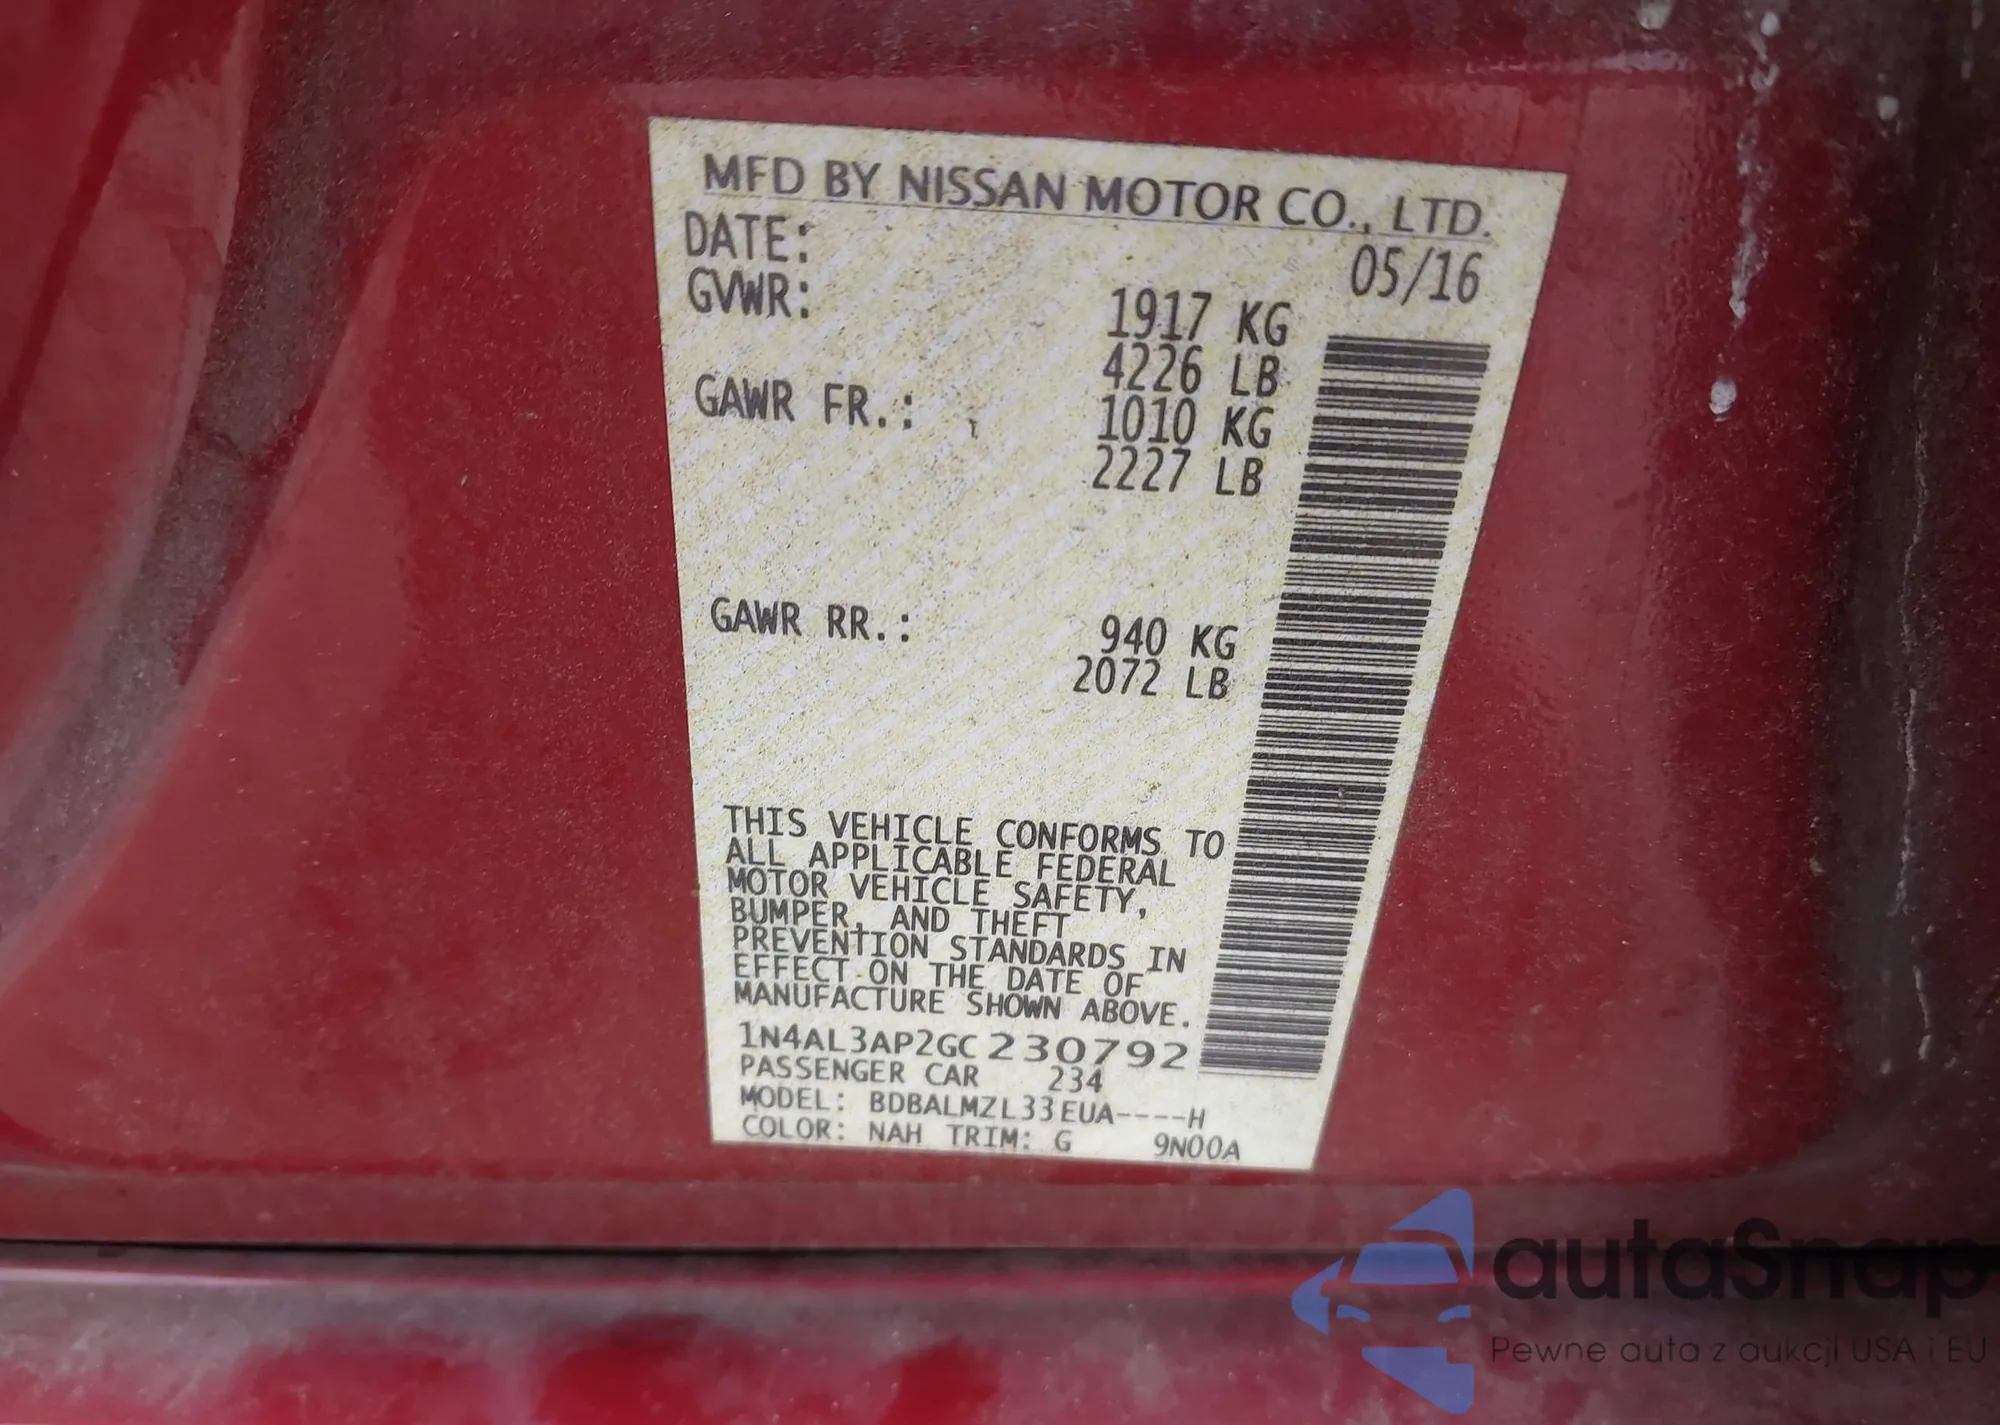 MFD BY NISSAN MOTOR CO., LTD.
DATE: 05/16
GVWR: 1917 KG
4226 LB
GAWR FR.: 1010 KG
2227 LB
GAWR RR.: 940 KG
2072 LB
THIS VEHICLE CONFORMS TO
ALL APPLICABLE FEDERAL
MOTOR VEHICLE SAFETY,
BUMPER, AND THEFT
PREVENTION STANDARDS IN
EFFECT ON THE DATE OF
MANUFACTURE SHOWN ABOVE.
1N4AL3AP2GC230792
PASSENGER CAR 234
MODEL: BDBALMZL33EUA----H
COLOR: NAH TRIM: G 9N00A
autaSnap
Pewne auta z aukcji USA i EU